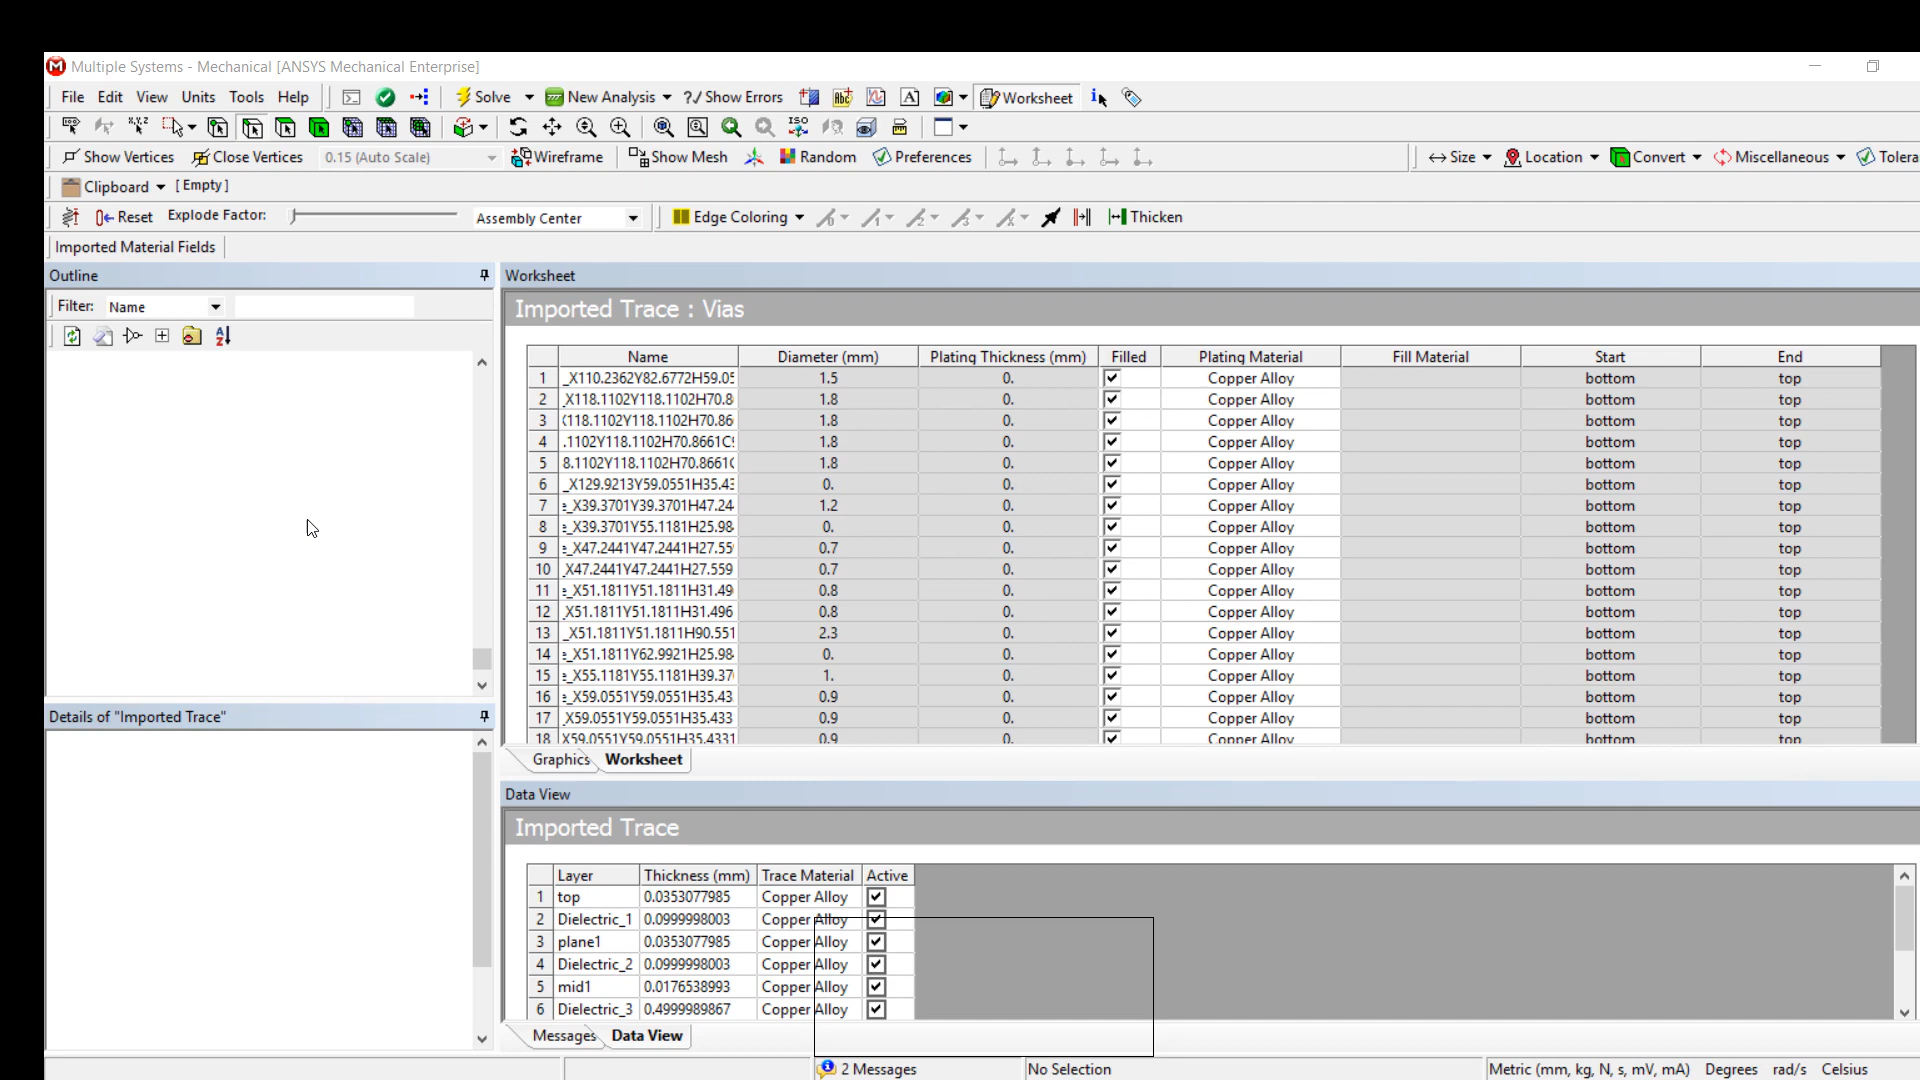 Multiple Systems - Mechanical [ANSYS Mechanical Enterprise]
File Edit View Units Tools Help Solve New Analysis ?/ Show Errors Worksheet
Show Vertices Close Vertices 0.15 (Auto Scale) Wireframe Show Mesh Random Preferences Size Location Convert Miscellaneous Tolera
Clipboard [ Empty ]
Reset Explode Factor: Assembly Center Edge Coloring Thicken
Imported Material Fields
Outline
Filter: Name
Details of "Imported Trace"
Worksheet
Imported Trace : Vias
Name Diameter (mm) Plating Thickness (mm) Filled Plating Material Fill Material Start End
1 _X110.2362Y82.6772H59.05 1.5 0. Copper Alloy bottom top
2 _X118.1102Y118.1102H70.8 1.8 0. Copper Alloy bottom top
3 118.1102Y118.1102H70.86 1.8 0. Copper Alloy bottom top
4 .1102Y118.1102H70.8661 1.8 0. Copper Alloy bottom top
5 8.1102Y118.1102H70.8661 1.8 0. Copper Alloy bottom top
6 _X129.9213Y59.0551H35.43 0. 0. Copper Alloy bottom top
7 _X39.3701Y39.3701H47.24 1.2 0. Copper Alloy bottom top
8 _X39.3701Y55.1181H25.98 0. 0. Copper Alloy bottom top
9 _X47.2441Y47.2441H27.55 0.7 0. Copper Alloy bottom top
10 _X47.2441Y47.2441H27.559 0.7 0. Copper Alloy bottom top
11 _X51.1811Y51.1811H31.49 0.8 0. Copper Alloy bottom top
12 _X51.1811Y51.1811H31.496 0.8 0. Copper Alloy bottom top
13 _X51.1811Y51.1811H90.551 2.3 0. Copper Alloy bottom top
14 _X51.1811Y62.9921H25.98 0. 0. Copper Alloy bottom top
15 _X55.1181Y55.1181H39.37 1. 0. Copper Alloy bottom top
16 _X59.0551Y59.0551H35.43 0.9 0. Copper Alloy bottom top
17 _X59.0551Y59.0551H35.433 0.9 0. Copper Alloy bottom top
18 X59.0551Y59.0551H35.4331 0.9 0. Copper Alloy bottom top
Graphics Worksheet
Data View
Imported Trace
Layer Thickness (mm) Trace Material Active
1 top 0.0353077985 Copper Alloy
2 Dielectric_1 0.0999998003 Copper Alloy
3 plane1 0.0353077985 Copper Alloy
4 Dielectric_2 0.0999998003 Copper Alloy
5 mid1 0.0176538993 Copper Alloy
6 Dielectric_3 0.4999989867 Copper Alloy
Messages Data View
2 Messages No Selection Metric (mm, kg, N, s, mV, mA) Degrees rad/s Celsius